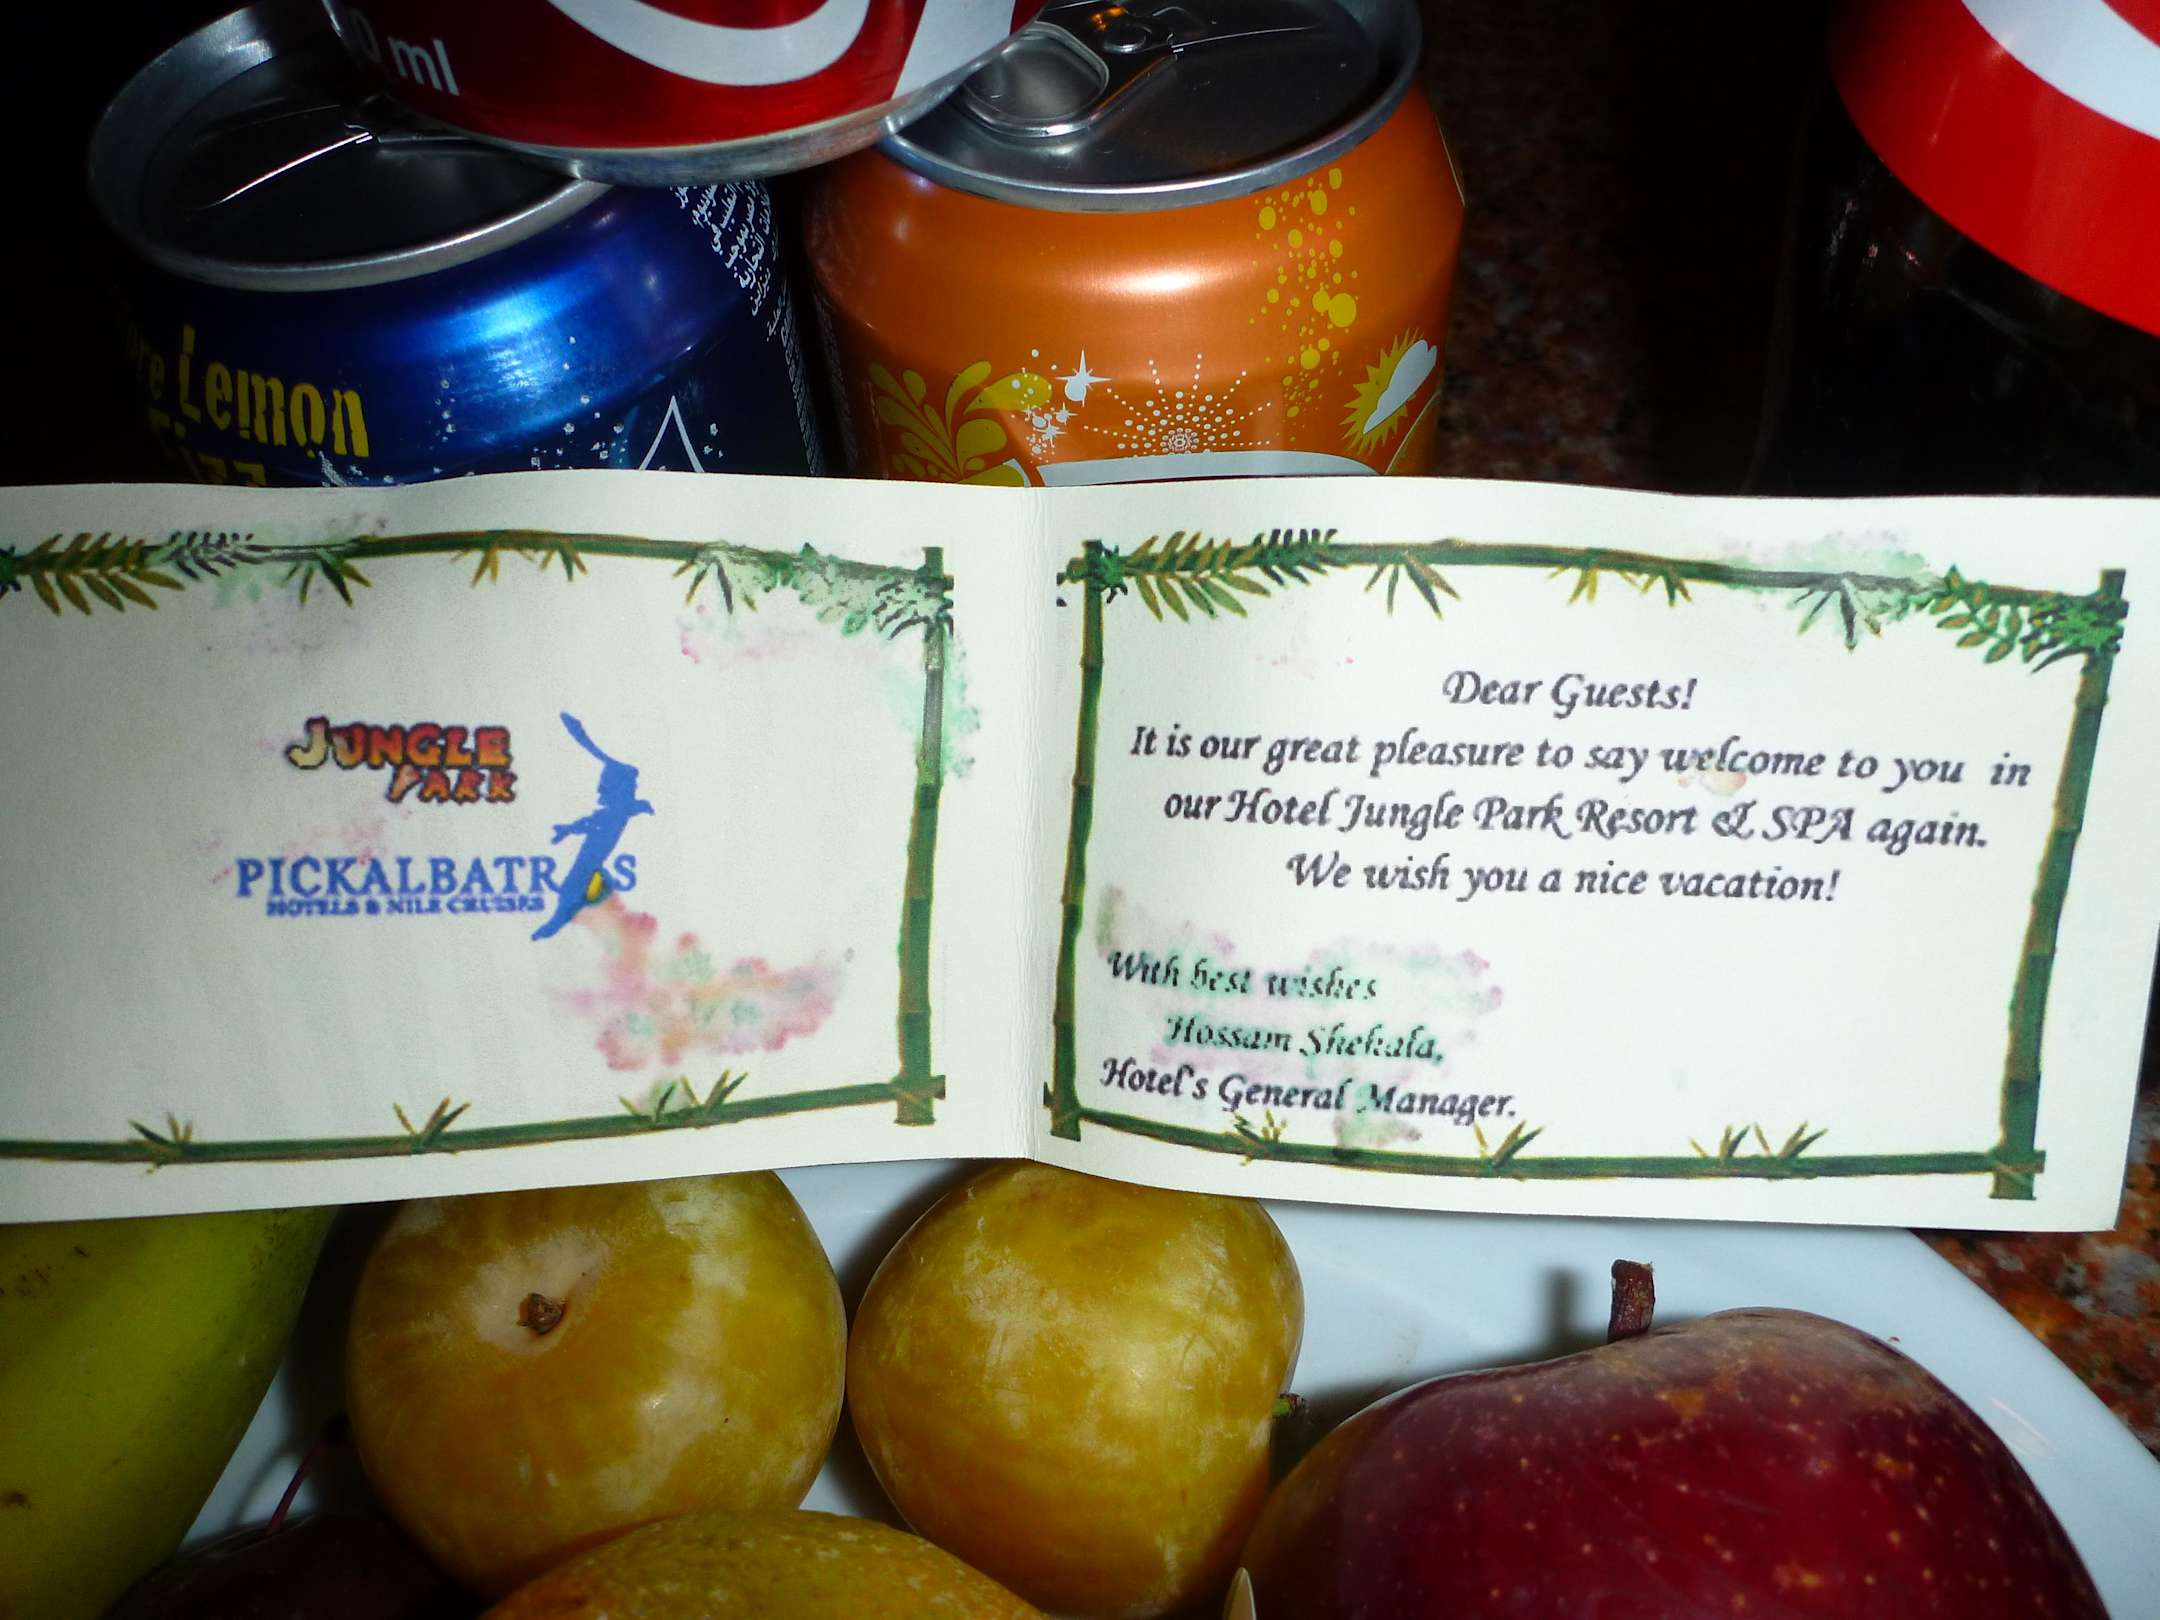 ml
Lemon
JUNGLE
PARK
PICKALBATROS
HOTELS & NILE CRUISES
Dear Guests!
It is our great pleasure to say welcome to you in
our Hotel Jungle Park Resort & SPA again.
We wish you a nice vacation!
With best wishes
Hossam Shekala,
Hotel's General Manager.